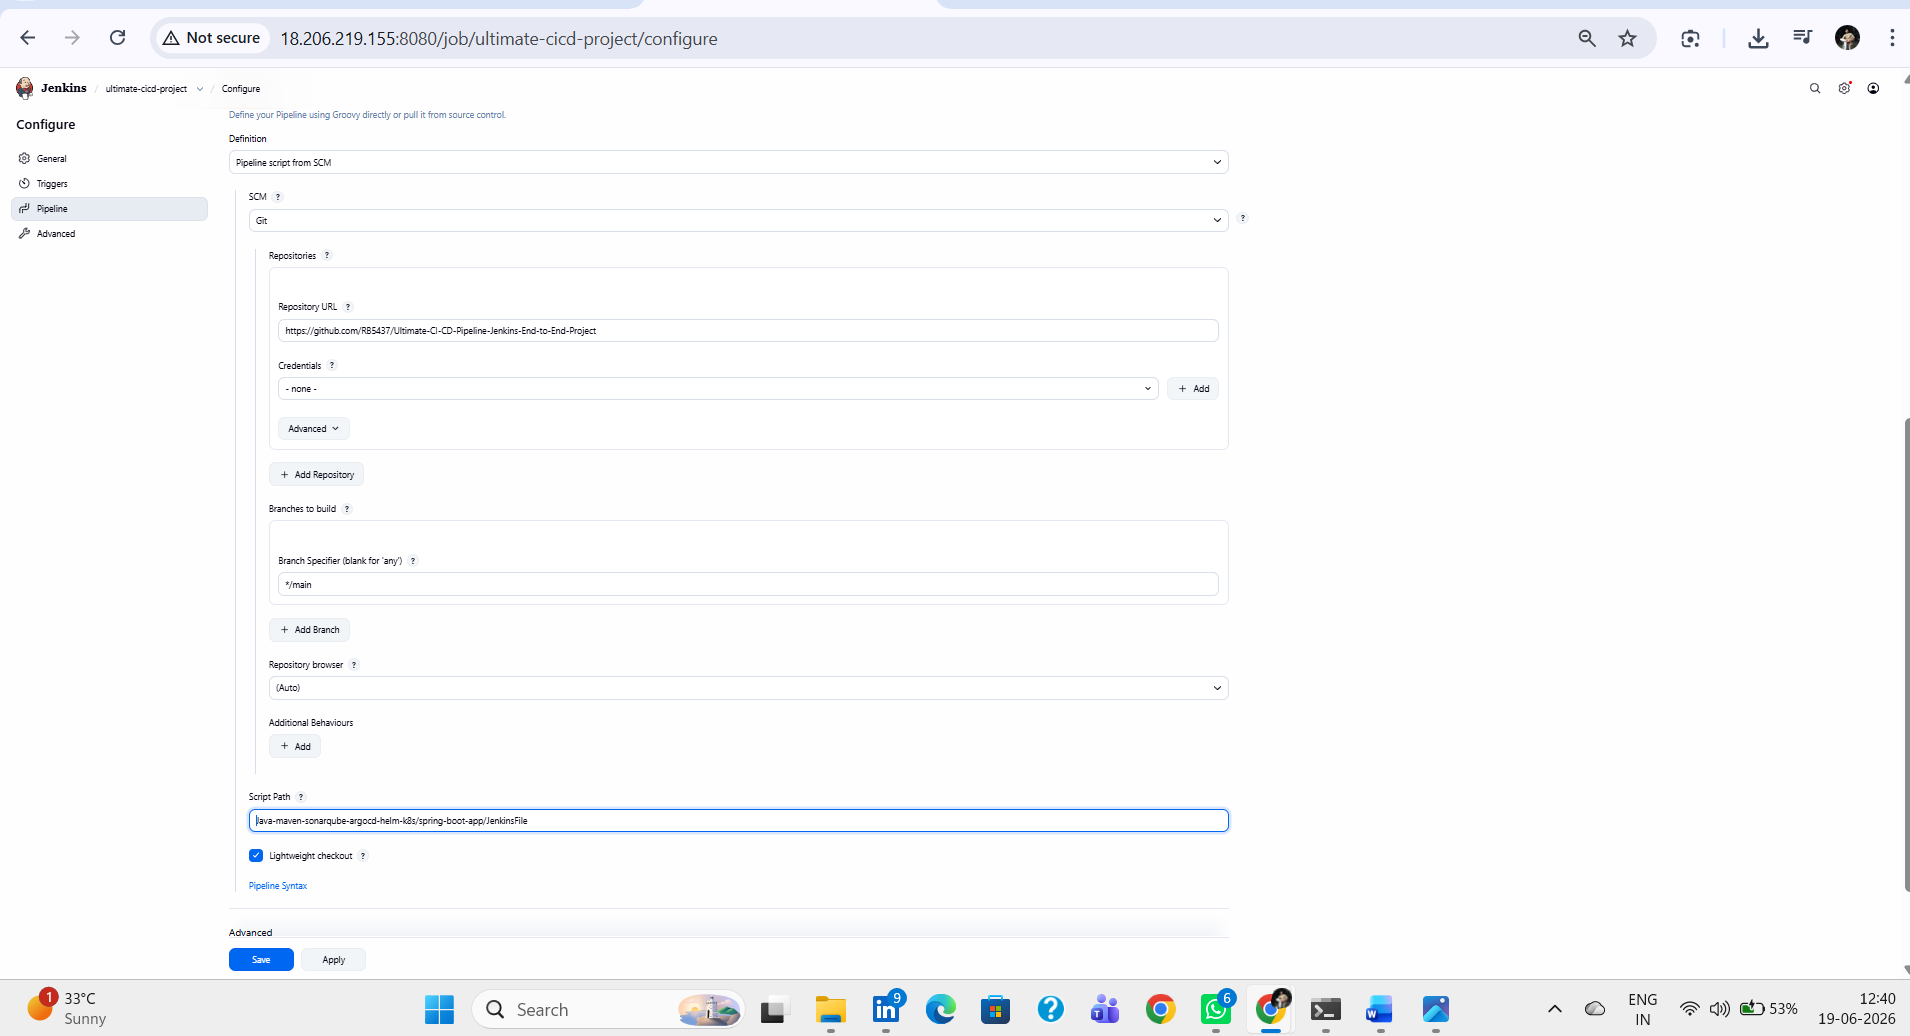 Not secure 18.206.219.155:8080/job/ultimate-cicd-project/configure
Jenkins / ultimate-cicd-project / Configure
Configure
General
Triggers
Pipeline
Advanced
Define your Pipeline using Groovy directly or pull it from source control.
Definition
Pipeline script from SCM
SCM ?
Git
?
Repositories ?
Repository URL ?
https://github.com/RB5437/Ultimate-CI-CD-Pipeline-Jenkins-End-to-End-Project
Credentials ?
- none -
+ Add
Advanced
+ Add Repository
Branches to build ?
Branch Specifier (blank for 'any') ?
*/main
+ Add Branch
Repository browser ?
(Auto)
Additional Behaviours
+ Add
Script Path ?
Java-maven-sonarqube-argocd-helm-k8s/spring-boot-app/JenkinsFile
Lightweight checkout ?
Pipeline Syntax
Advanced
Save Apply
1
33°C
Sunny
Search
9
6
ENG
IN
53%
12:40
19-06-2026